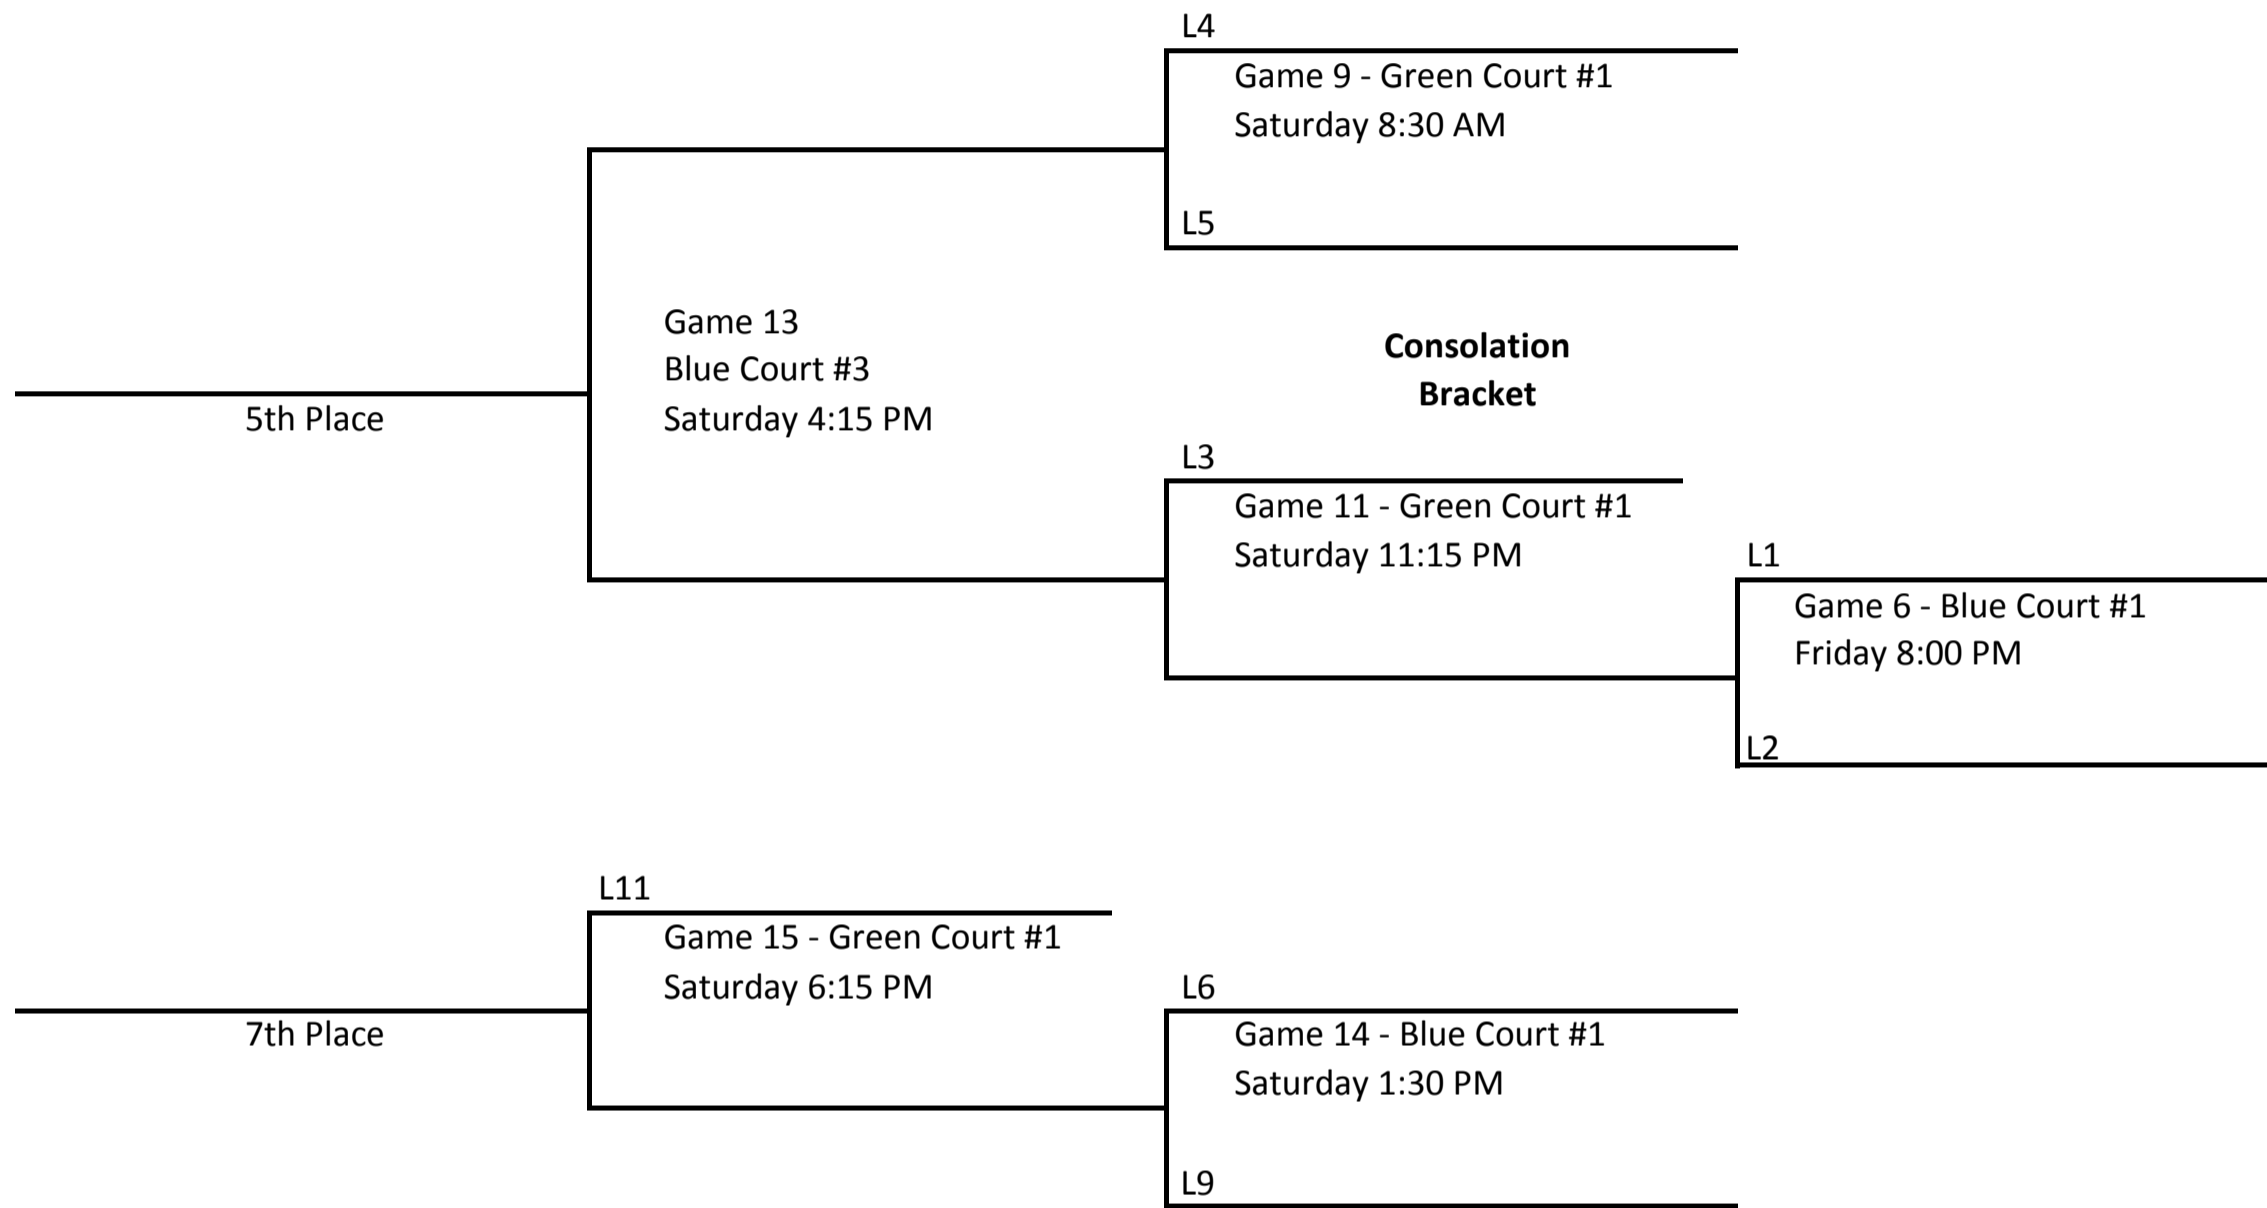 L4
Game 9 - Green Court #1
Saturday 8:30 AM
L5
Game 13
Blue Court #3
Saturday 4:15 PM
5th Place
Consolation
Bracket
L3
Game 11 - Green Court #1
Saturday 11:15 PM
L1
Game 6 - Blue Court #1
Friday 8:00 PM
L2
L11
Game 15 - Green Court #1
Saturday 6:15 PM
7th Place
L6
Game 14 - Blue Court #1
Saturday 1:30 PM
L9